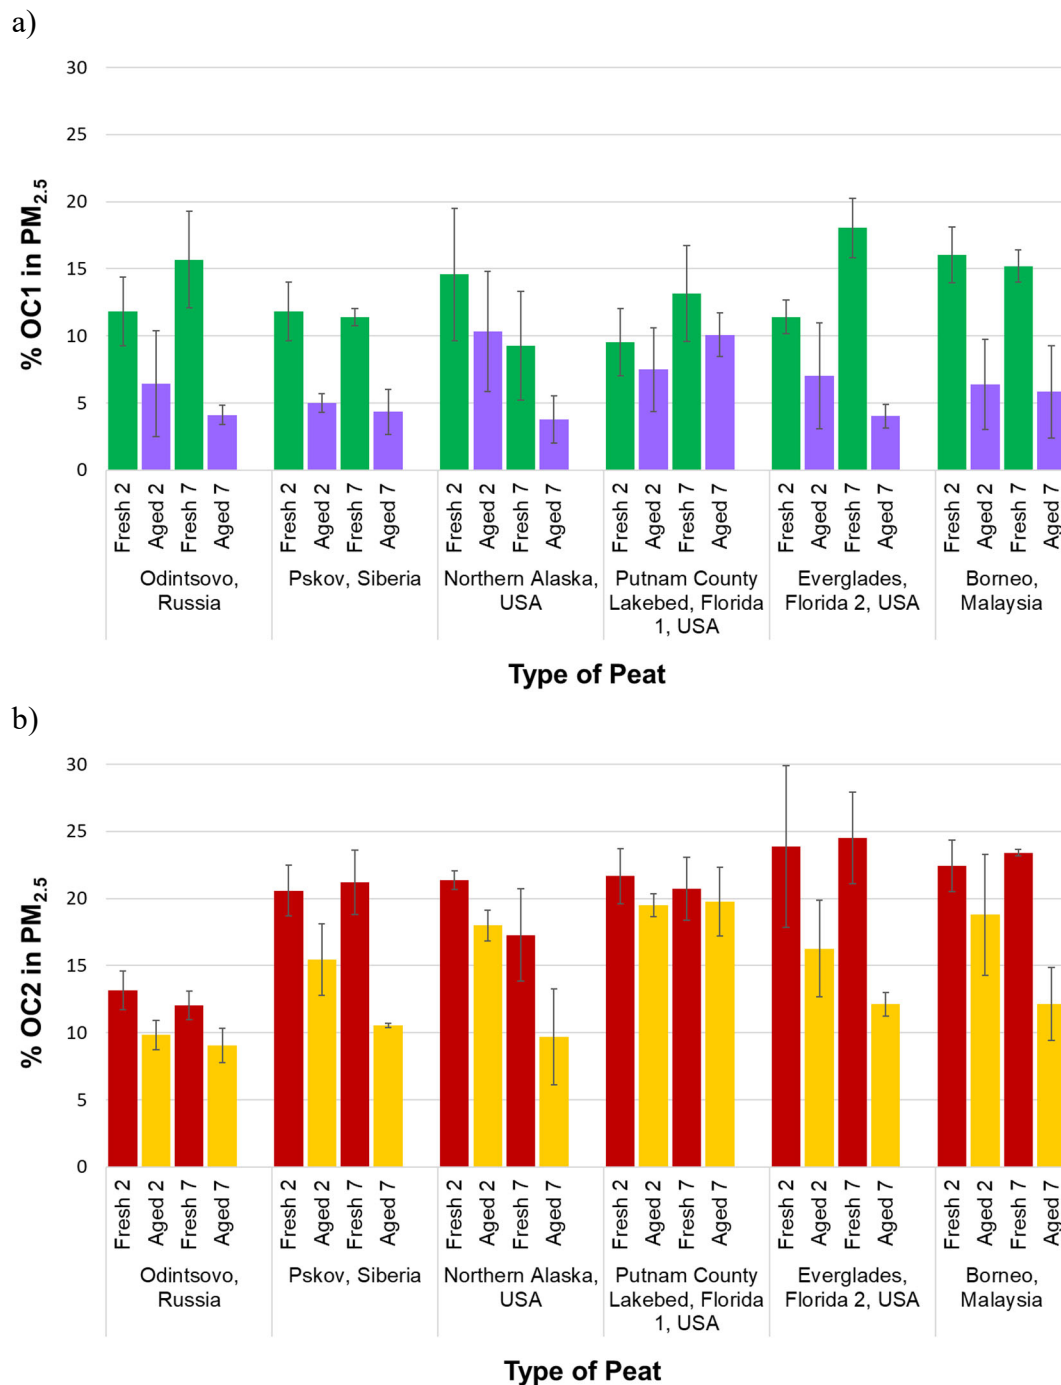 a)
30
25
20
15
10
5
0
% OC1 in PM2.5
Fresh 2 Aged 2 Fresh 7 Aged 7 Fresh 2 Aged 2 Fresh 7 Aged 7 Fresh 2 Aged 2 Fresh 7 Aged 7 Fresh 2 Aged 2 Fresh 7 Aged 7 Fresh 2 Aged 2 Fresh 7 Aged 7 Fresh 2 Aged 2 Fresh 7 Aged 7
Odintsovo,
Russia
Pskov, Siberia
Northern Alaska,
USA
Putnam County
Lakebed, Florida
1, USA
Everglades,
Florida 2, USA
Borneo,
Malaysia
Type of Peat
b)
30
25
20
15
10
5
0
% OC2 in PM2.5
Fresh 2 Aged 2 Fresh 7 Aged 7 Fresh 2 Aged 2 Fresh 7 Aged 7 Fresh 2 Aged 2 Fresh 7 Aged 7 Fresh 2 Aged 2 Fresh 7 Aged 7 Fresh 2 Aged 2 Fresh 7 Aged 7 Fresh 2 Aged 2 Fresh 7 Aged 7
Odintsovo,
Russia
Pskov, Siberia
Northern Alaska,
USA
Putnam County
Lakebed, Florida
1, USA
Everglades,
Florida 2, USA
Borneo,
Malaysia
Type of Peat